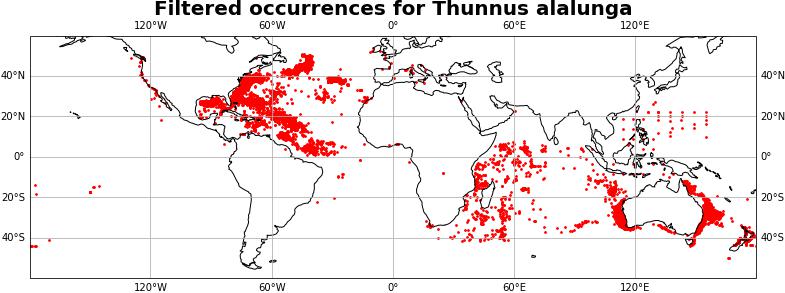 Filtered occurrences for Thunnus alalunga
120°W 60°W 0° 60°E 120°E
40°N 40°N
20°N 20°N
0° 0°
20°S 20°S
40°S 40°S
120°W 60°W 0° 60°E 120°E